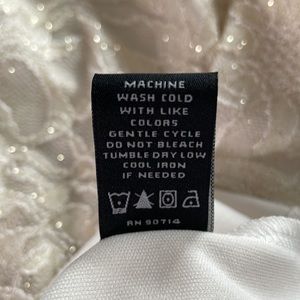 MACHINE
WASH COLD
WITH LIKE
COLORS
GENTLE CYCLE
DO NOT BLEACH
TUMBLE DRY LOW
COOL IRON
IF NEEDED
RN 90714